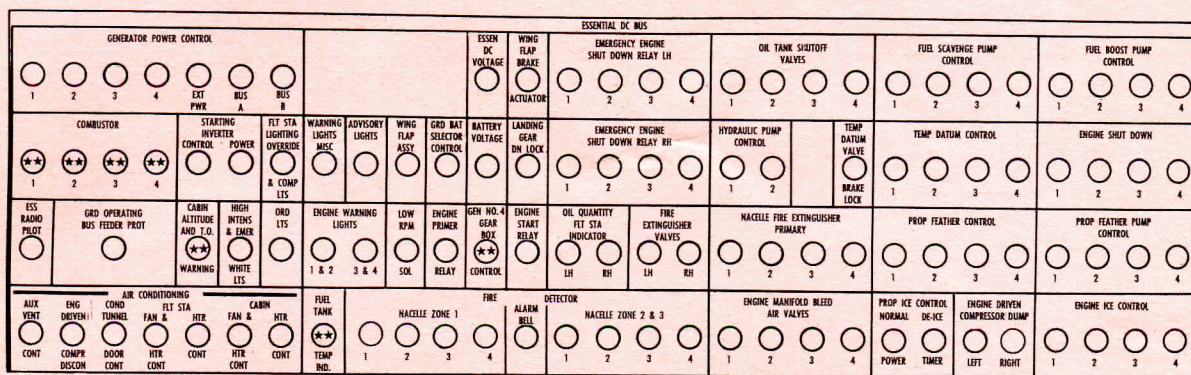 ESSENTIAL DC BUS
GENERATOR POWER CONTROL
1 2 3 4 EXT PWR BUS A BUS B
ESSEN DC VOLTAGE
WING FLAP BRAKE ACTUATOR
EMERGENCY ENGINE
SHUT DOWN RELAY LH
1 2 3 4
OIL TANK SHUTOFF
VALVES
1 2 3 4
FUEL SCAVENGE PUMP
CONTROL
1 2 3 4
FUEL BOOST PUMP
CONTROL
1 2 3 4
COMBUSTOR
★★ ★★ ★★ ★★
1 2 3 4
STARTING
INVERTER
CONTROL POWER
FLT STA
LIGHTING
OVERRIDE
& COMP
LTS
WARNING
LIGHTS
MISC
ADVISORY
LIGHTS
WING
FLAP
ASSY
GRD BAT
SELECTOR
CONTROL
BATTERY
VOLTAGE
LANDING
GEAR
DN LOCK
EMERGENCY ENGINE
SHUT DOWN RELAY RH
1 2 3 4
HYDRAULIC PUMP
CONTROL
1 2
TEMP
DATUM
VALVE
BRAKE
LOCK
TEMP DATUM CONTROL
1 2 3 4
ENGINE SHUT DOWN
1 2 3 4
ESS
RADIO
PILOT
GRD OPERATING
BUS FEEDER PROT
CABIN
ALTITUDE
AND T.O.
★★
WARNING
HIGH
INTENS
& EMER
WHITE
LTS
ORD
LTS
ENGINE WARNING
LIGHTS
1 & 2 3 & 4
LOW
RPM
SOL
ENGINE
PRIMER
RELAY
GEN NO. 4
GEAR
BOX
★★
CONTROL
ENGINE
START
RELAY
OIL QUANTITY
FLT STA
INDICATOR
LH RH
FIRE
EXTINGUISHER
VALVES
LH RH
NACELLE FIRE EXTINGUISHER
PRIMARY
1 2 3 4
PROP FEATHER CONTROL
1 2 3 4
PROP FEATHER PUMP
CONTROL
1 2 3 4
AIR CONDITIONING
AUX
VENT
CONT
ENG
DRIVEN
COMPR
DISCON
COND
TUNNEL
DOOR
CONT
FLT STA
FAN & HTR
HTR CONT
CONT
CABIN
FAN & HTR
HTR CONT
CONT
FUEL
TANK
★★
TEMP
IND.
FIRE DETECTOR
NACELLE ZONE 1
1 2 3 4
ALARM
BELL
NACELLE ZONE 2 & 3
1 2 3 4
ENGINE MANIFOLD BLEED
AIR VALVES
1 2 3 4
PROP ICE CONTROL
NORMAL DE-ICE
POWER TIMER
ENGINE DRIVEN
COMPRESSOR DUMP
LEFT RIGHT
ENGINE ICE CONTROL
1 2 3 4